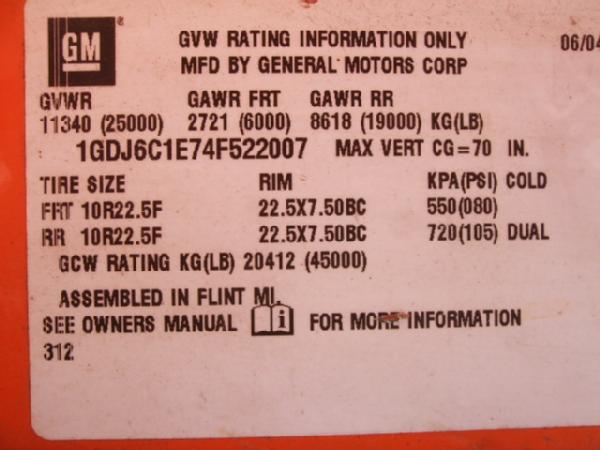 GM
GVW RATING INFORMATION ONLY 06/04
MFD BY GENERAL MOTORS CORP
GVWR GAWR FRT GAWR RR
11340 (25000) 2721 (6000) 8618 (19000) KG(LB)
1GDJ6C1E74F522007 MAX VERT CG=70 IN.
TIRE SIZE RIM KPA(PSI) COLD
FRT 10R22.5F 22.5X7.50BC 550(080)
RR 10R22.5F 22.5X7.50BC 720(105) DUAL
GCW RATING KG(LB) 20412 (45000)
ASSEMBLED IN FLINT MI.
SEE OWNERS MANUAL i FOR MORE INFORMATION
312